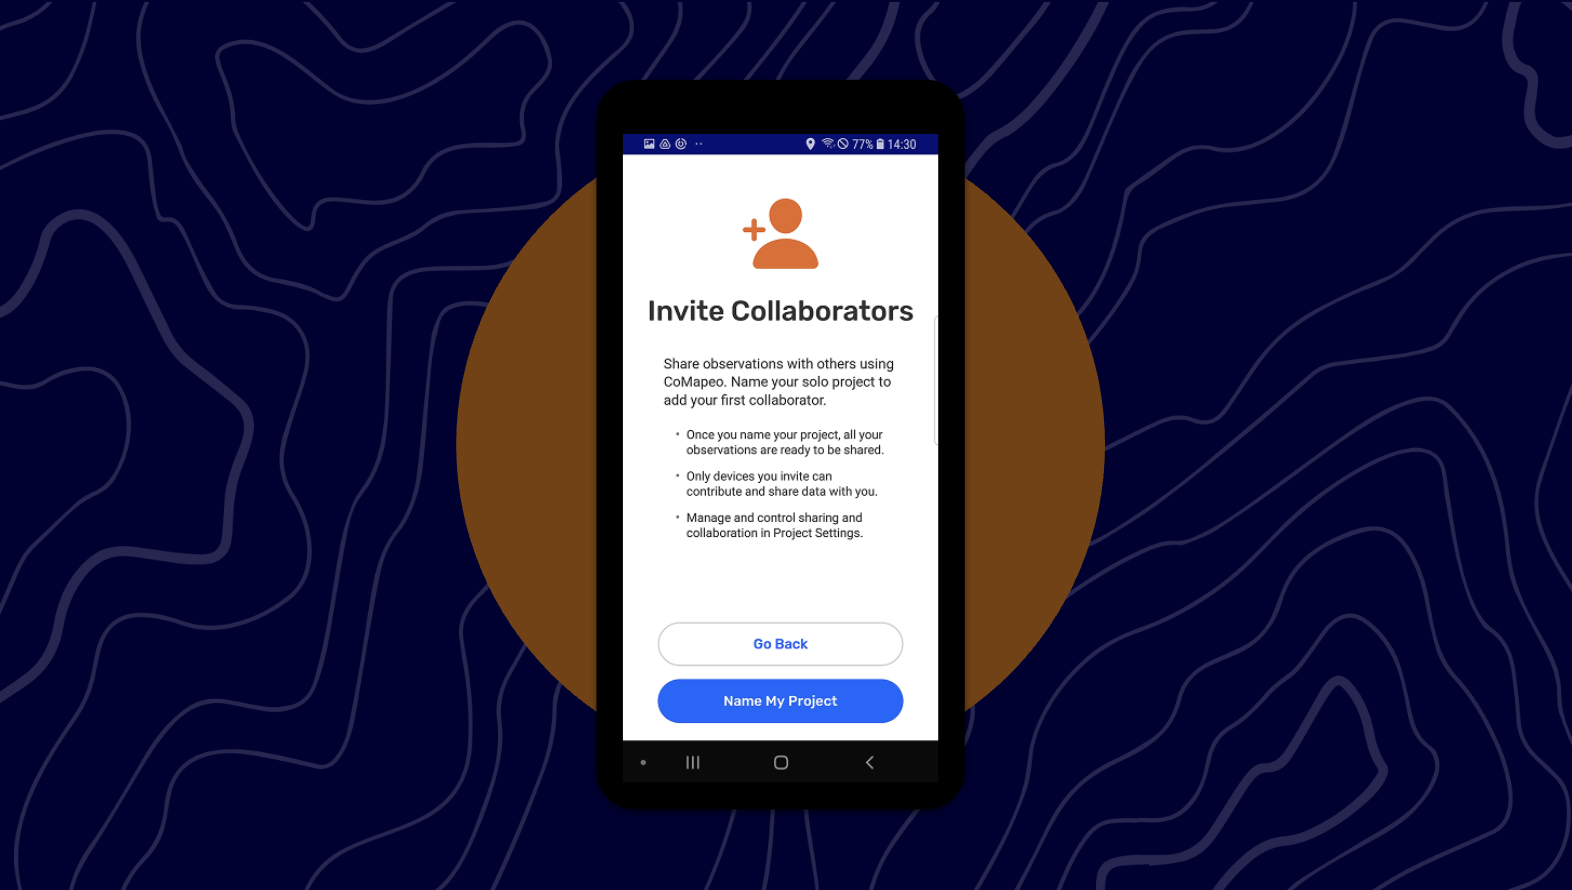 77% 14:30
Invite Collaborators
Share observations with others using
CoMapeo. Name your solo project to
add your first collaborator.
• Once you name your project, all your
observations are ready to be shared.
• Only devices you invite can
contribute and share data with you.
• Manage and control sharing and
collaboration in Project Settings.
Go Back
Name My Project